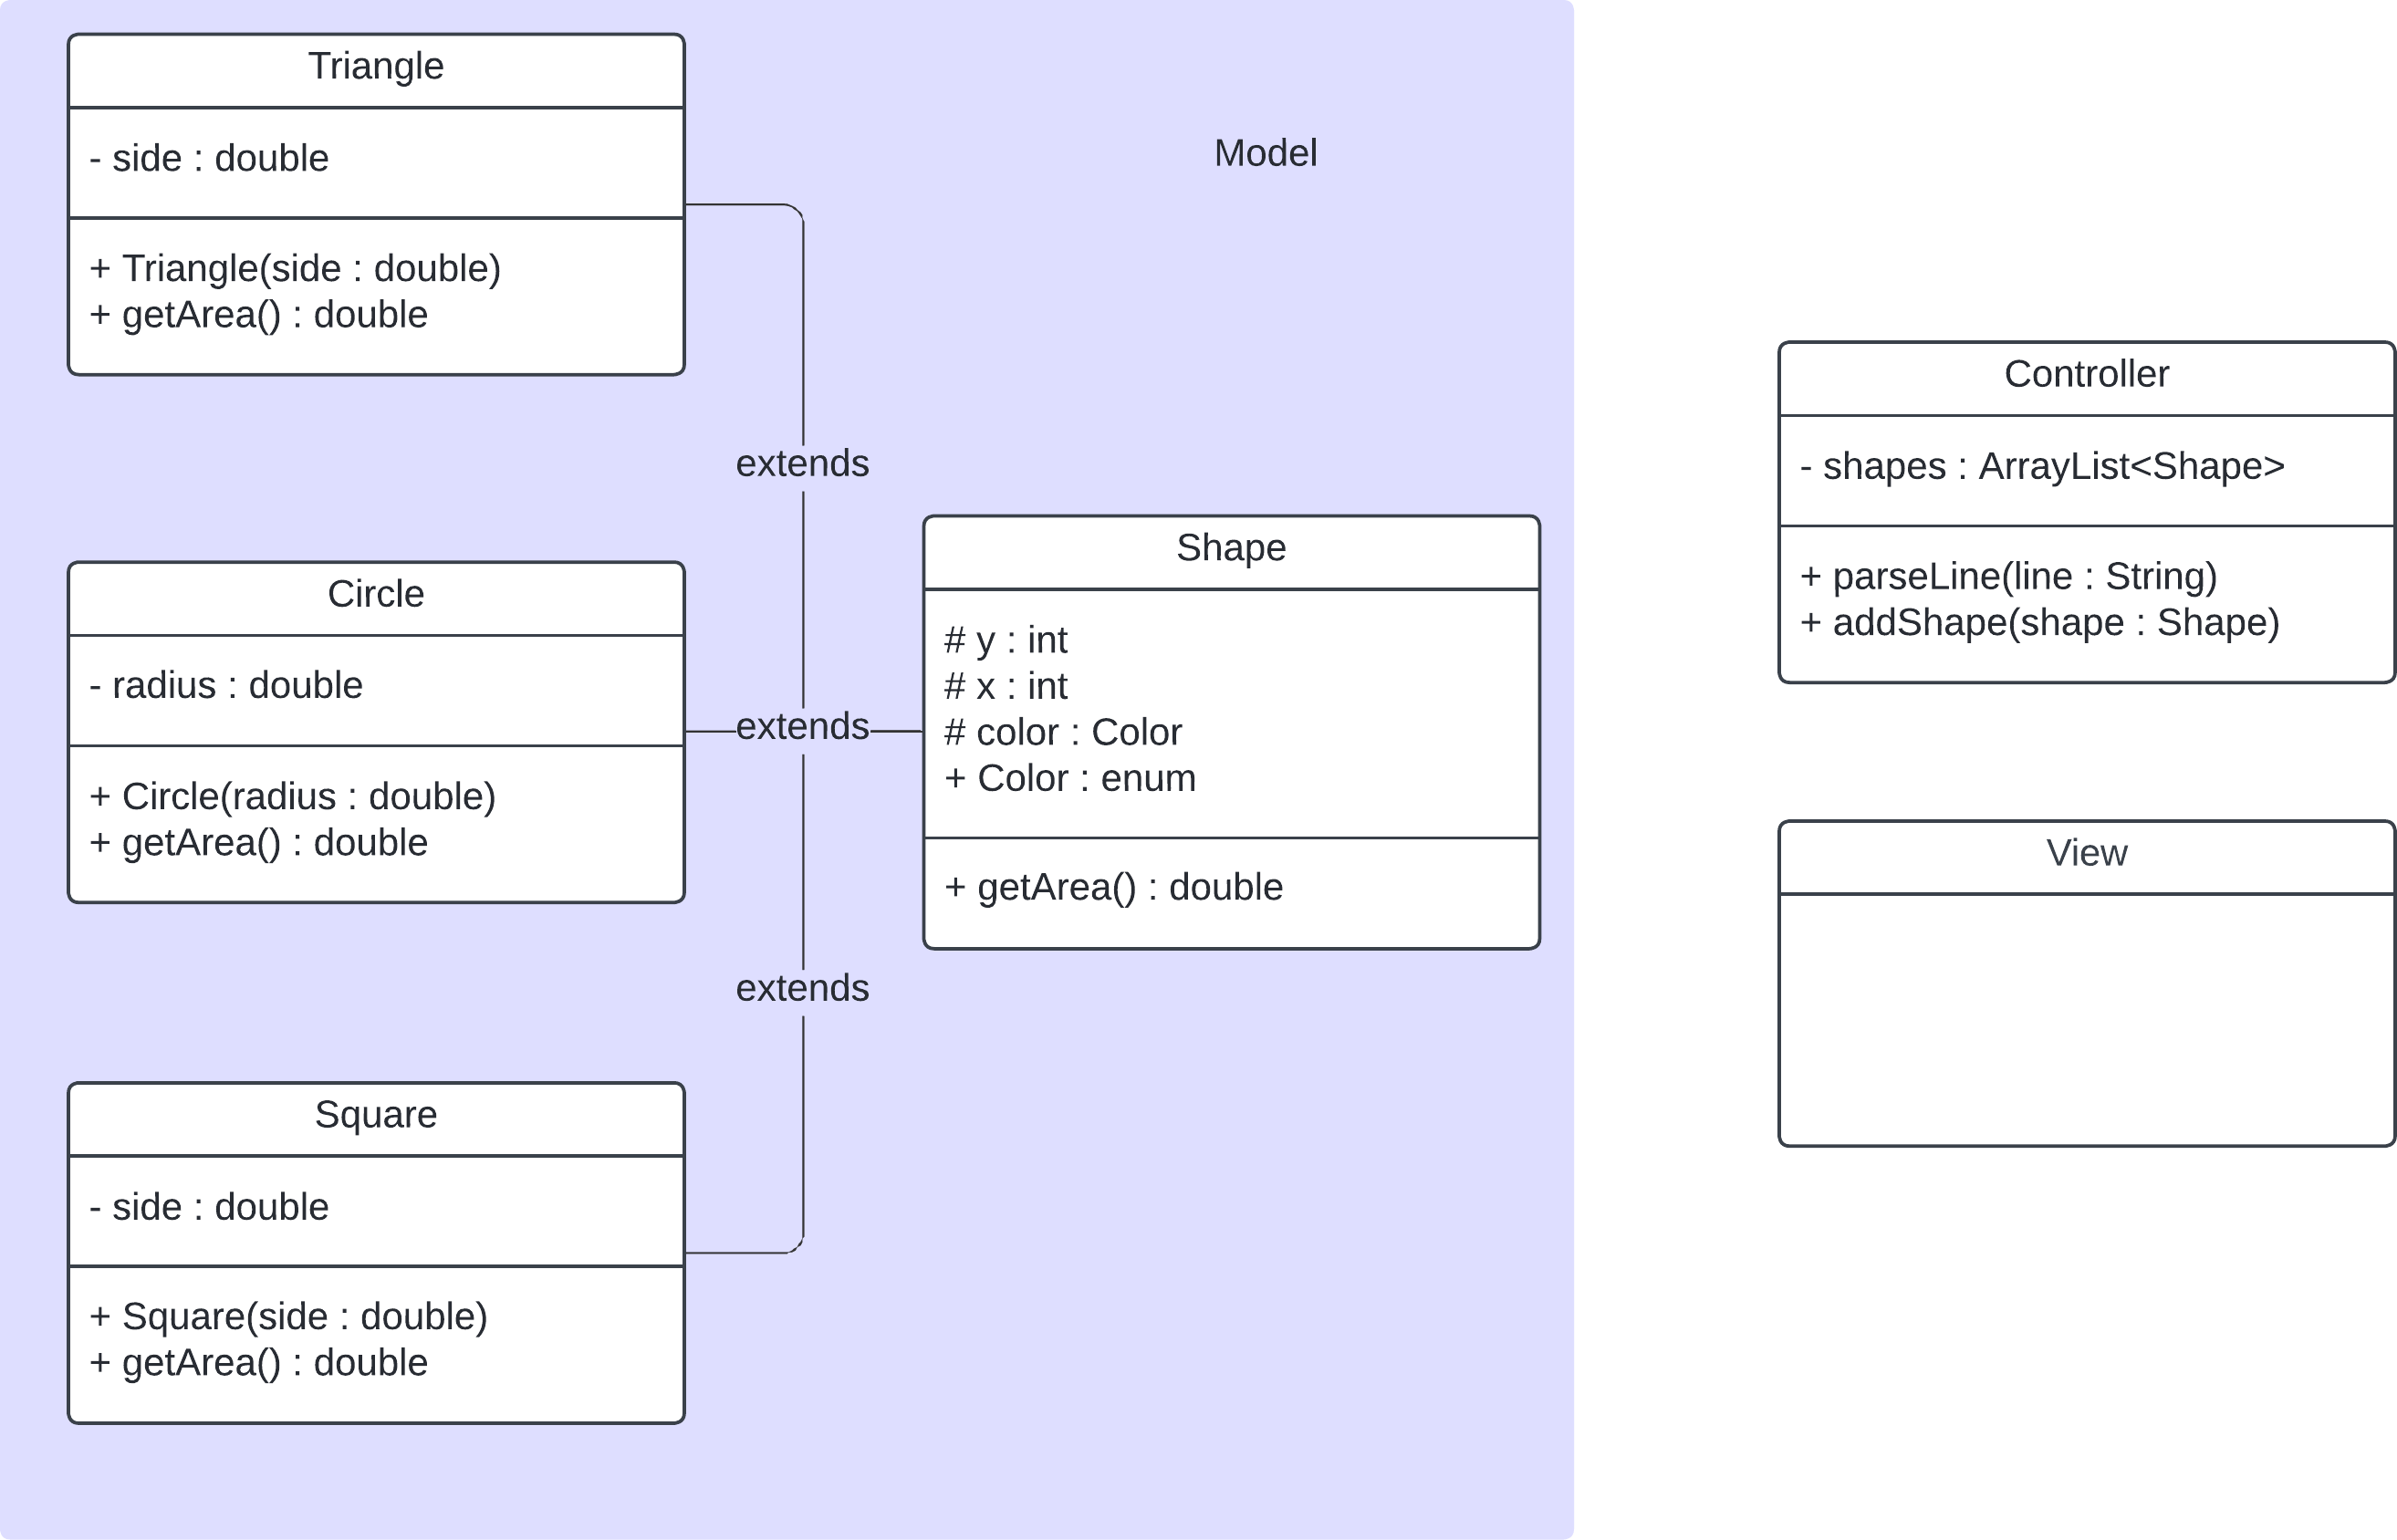 Triangle
- side : double
+ Triangle(side : double)
+ getArea() : double
Model
extends
Circle
- radius : double
+ Circle(radius : double)
+ getArea() : double
extends
Shape
# y : int
# x : int
# color : Color
+ Color : enum
+ getArea() : double
extends
Square
- side : double
+ Square(side : double)
+ getArea() : double
Controller
- shapes : ArrayList<Shape>
+ parseLine(line : String)
+ addShape(shape : Shape)
View